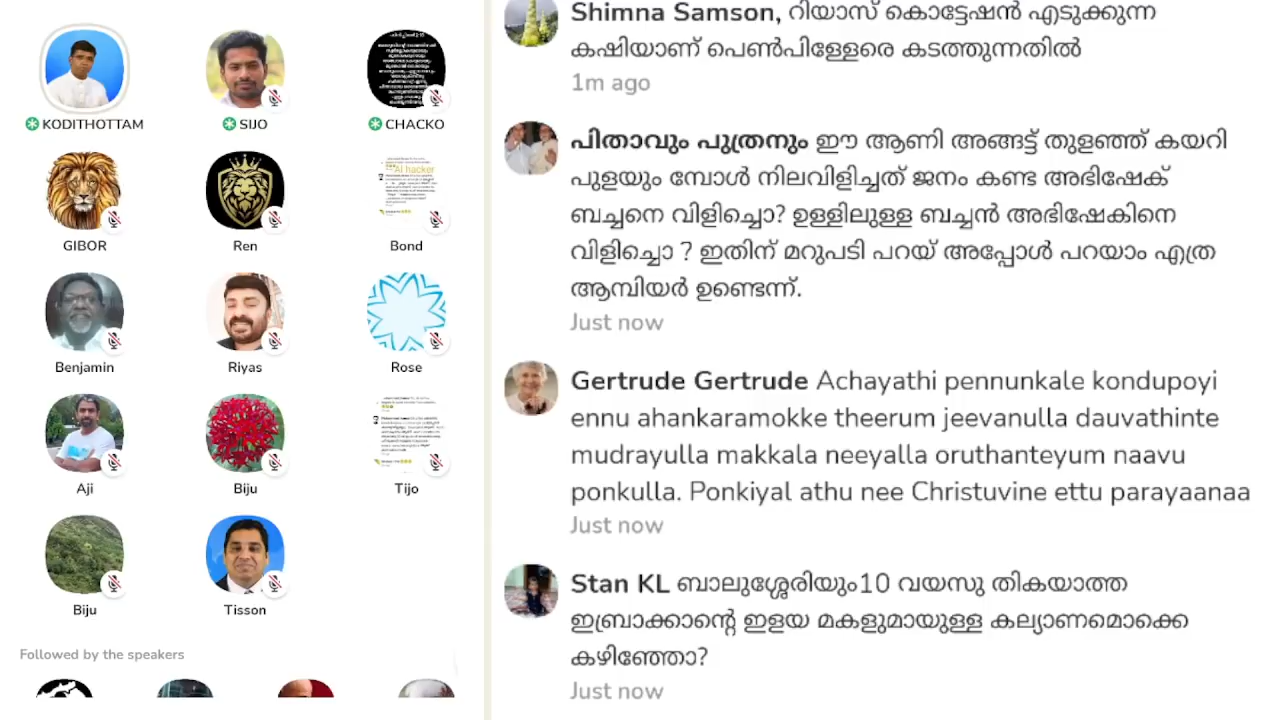 KODITHOTTAM
SIJO
CHACKO
GIBOR
Ren
AI hacker
Bond
Benjamin
Riyas
Rose
Aji
Biju
Tijo
Biju
Tisson
Followed by the speakers
Shimna Samson, റിയാസ് കൊട്ടേഷൻ എടുക്കുന്ന
കഷിയാണ് പെൺപിള്ളേരെ കടത്തുന്നതിൽ
1m ago
പിതാവും പുത്രനും ഈ ആണി അങ്ങട്ട് തുളഞ്ഞ് കയറി
പുളയും മ്പോൾ നിലവിളിച്ചത് ജനം കണ്ട അഭിഷേക്
ബച്ചനെ വിളിച്ചൊ? ഉള്ളിലുള്ള ബച്ചൻ അഭിഷേകിനെ
വിളിച്ചൊ ? ഇതിന് മറുപടി പറയ് അപ്പോൾ പറയാം എത്ര
ആമ്പിയർ ഉണ്ടെന്ന്.
Just now
Gertrude Gertrude Achayathi pennunkale kondupoyi
ennu ahankaramokke theerum jeevanulla daivathinte
mudrayulla makkala neeyalla oruthanteyum naavu
ponkulla. Ponkiyal athu nee Christuvine ettu parayaanaa
Just now
Stan KL ബാലുശ്ശേരിയും10 വയസു തികയാത്ത
ഇബ്രാക്കാന്റെ ഇളയ മകളുമായുള്ള കല്യാണമൊക്കെ
കഴിഞ്ഞോ?
Just now